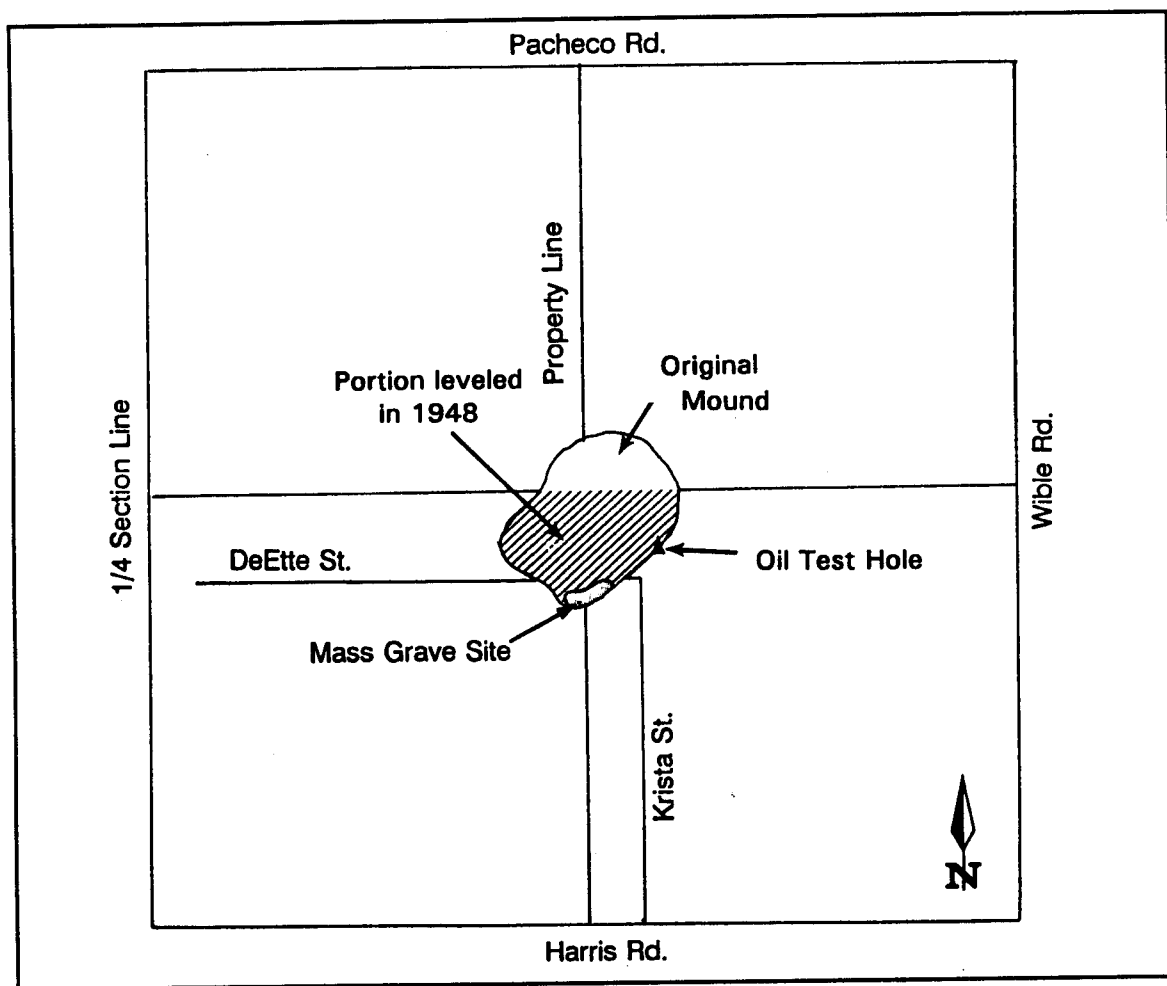 Pacheco Rd.
Property Line
Original
Mound
Portion leveled
in 1948
1/4 Section Line
Wible Rd.
DeEtte St.
Oil Test Hole
Mass Grave Site
Krista St.
N
Harris Rd.